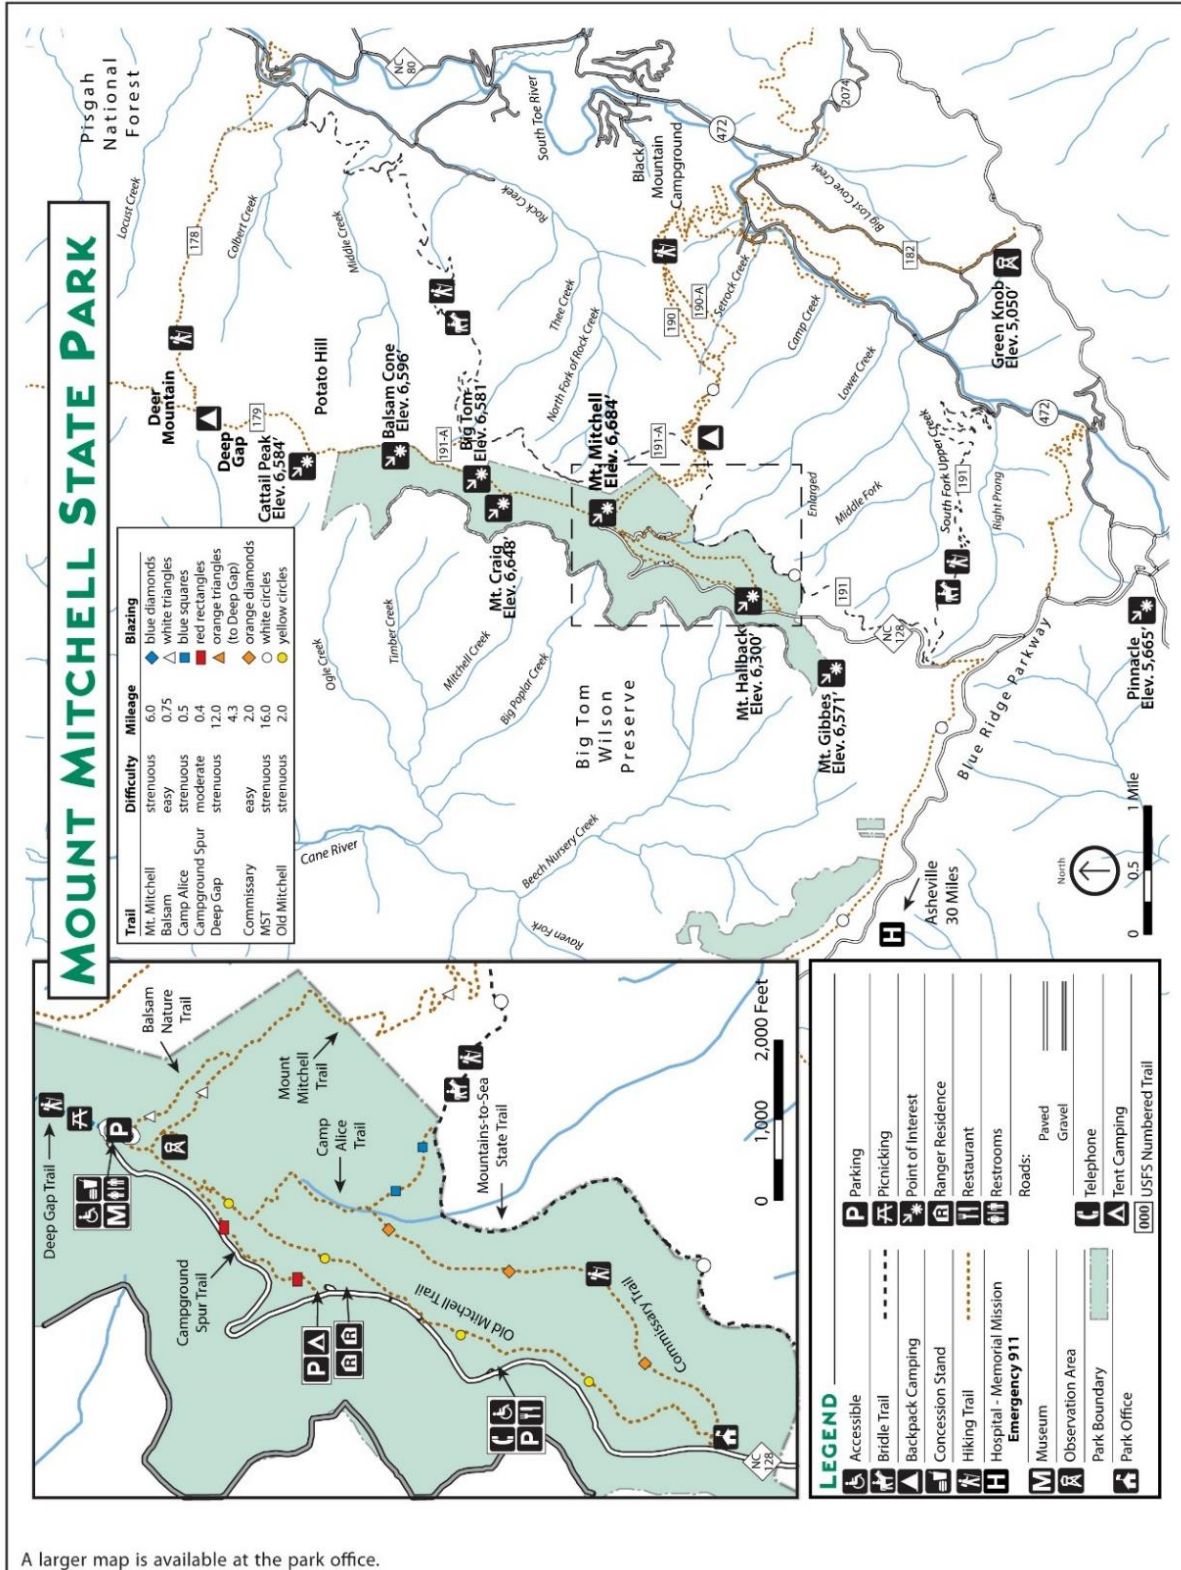 MOUNT MITCHELL STATE PARK
Trail Difficulty Mileage Blazing
Mt. Mitchell strenuous 6.0 blue diamonds
Balsam easy 0.75 white triangles
Camp Alice strenuous 0.5 blue squares
Campground Spur moderate 0.4 red rectangles
Deep Gap strenuous 12.0 orange triangles
4.3 (to Deep Gap)
Commissary easy 2.0 orange diamonds
MST strenuous 16.0 white circles
Old Mitchell strenuous 2.0 yellow circles
Pisgah
National
Forest
Locust Creek
178
Colbert Creek
NC
80
Middle Creek
South Toe River
Rock Creek
Deer
Mountain
Deep
Gap
179
Potato Hill
Cattail Peak
Elev. 6,584'
Balsam Cone
Elev. 6,596'
191-A
Big Tom
Elev. 6,581'
Thee Creek
North Fork of Rock Creek
Mt. Craig
Elev. 6,648'
Mt. Mitchell
Elev. 6,684'
191-A
Black
Mountain
Campground
472
2074
190
190-A
Setrock Creek
Big Lost Cove Creek
182
Camp Creek
Green Knob
Elev. 5,050'
Lower Creek
Enlarged
Middle Fork
South Fork Upper Creek
191
Right Prong
472
Ogle Creek
Timber Creek
Mitchell Creek
Big Poplar Creek
Big Tom
Wilson
Preserve
Mt. Hallback
Elev. 6,300'
191
NC
128
Mt. Gibbes
Elev. 6,571'
Pinnacle
Elev. 5,665'
Blue Ridge Parkway
Cane River
Beech Nursery Creek
Raven Fork
H
Asheville
30 Miles
North
0 0.5 1 Mile
Deep Gap Trail
Balsam
Nature
Trail
P
M
Mount
Mitchell
Trail
Campground
Spur Trail
Camp
Alice
Trail
P
R R
Old Mitchell Trail
Mountains-to-Sea
State Trail
P
Commissary Trail
NC
128
0 1,000 2,000 Feet
LEGEND
Accessible
Bridle Trail
Backpack Camping
Concession Stand
Hiking Trail
H Hospital - Memorial Mission
Emergency 911
M Museum
Observation Area
Park Boundary
Park Office
P Parking
Picnicking
Point of Interest
R Ranger Residence
Restaurant
Restrooms
Roads:
Paved
Gravel
Telephone
Tent Camping
000 USFS Numbered Trail
A larger map is available at the park office.